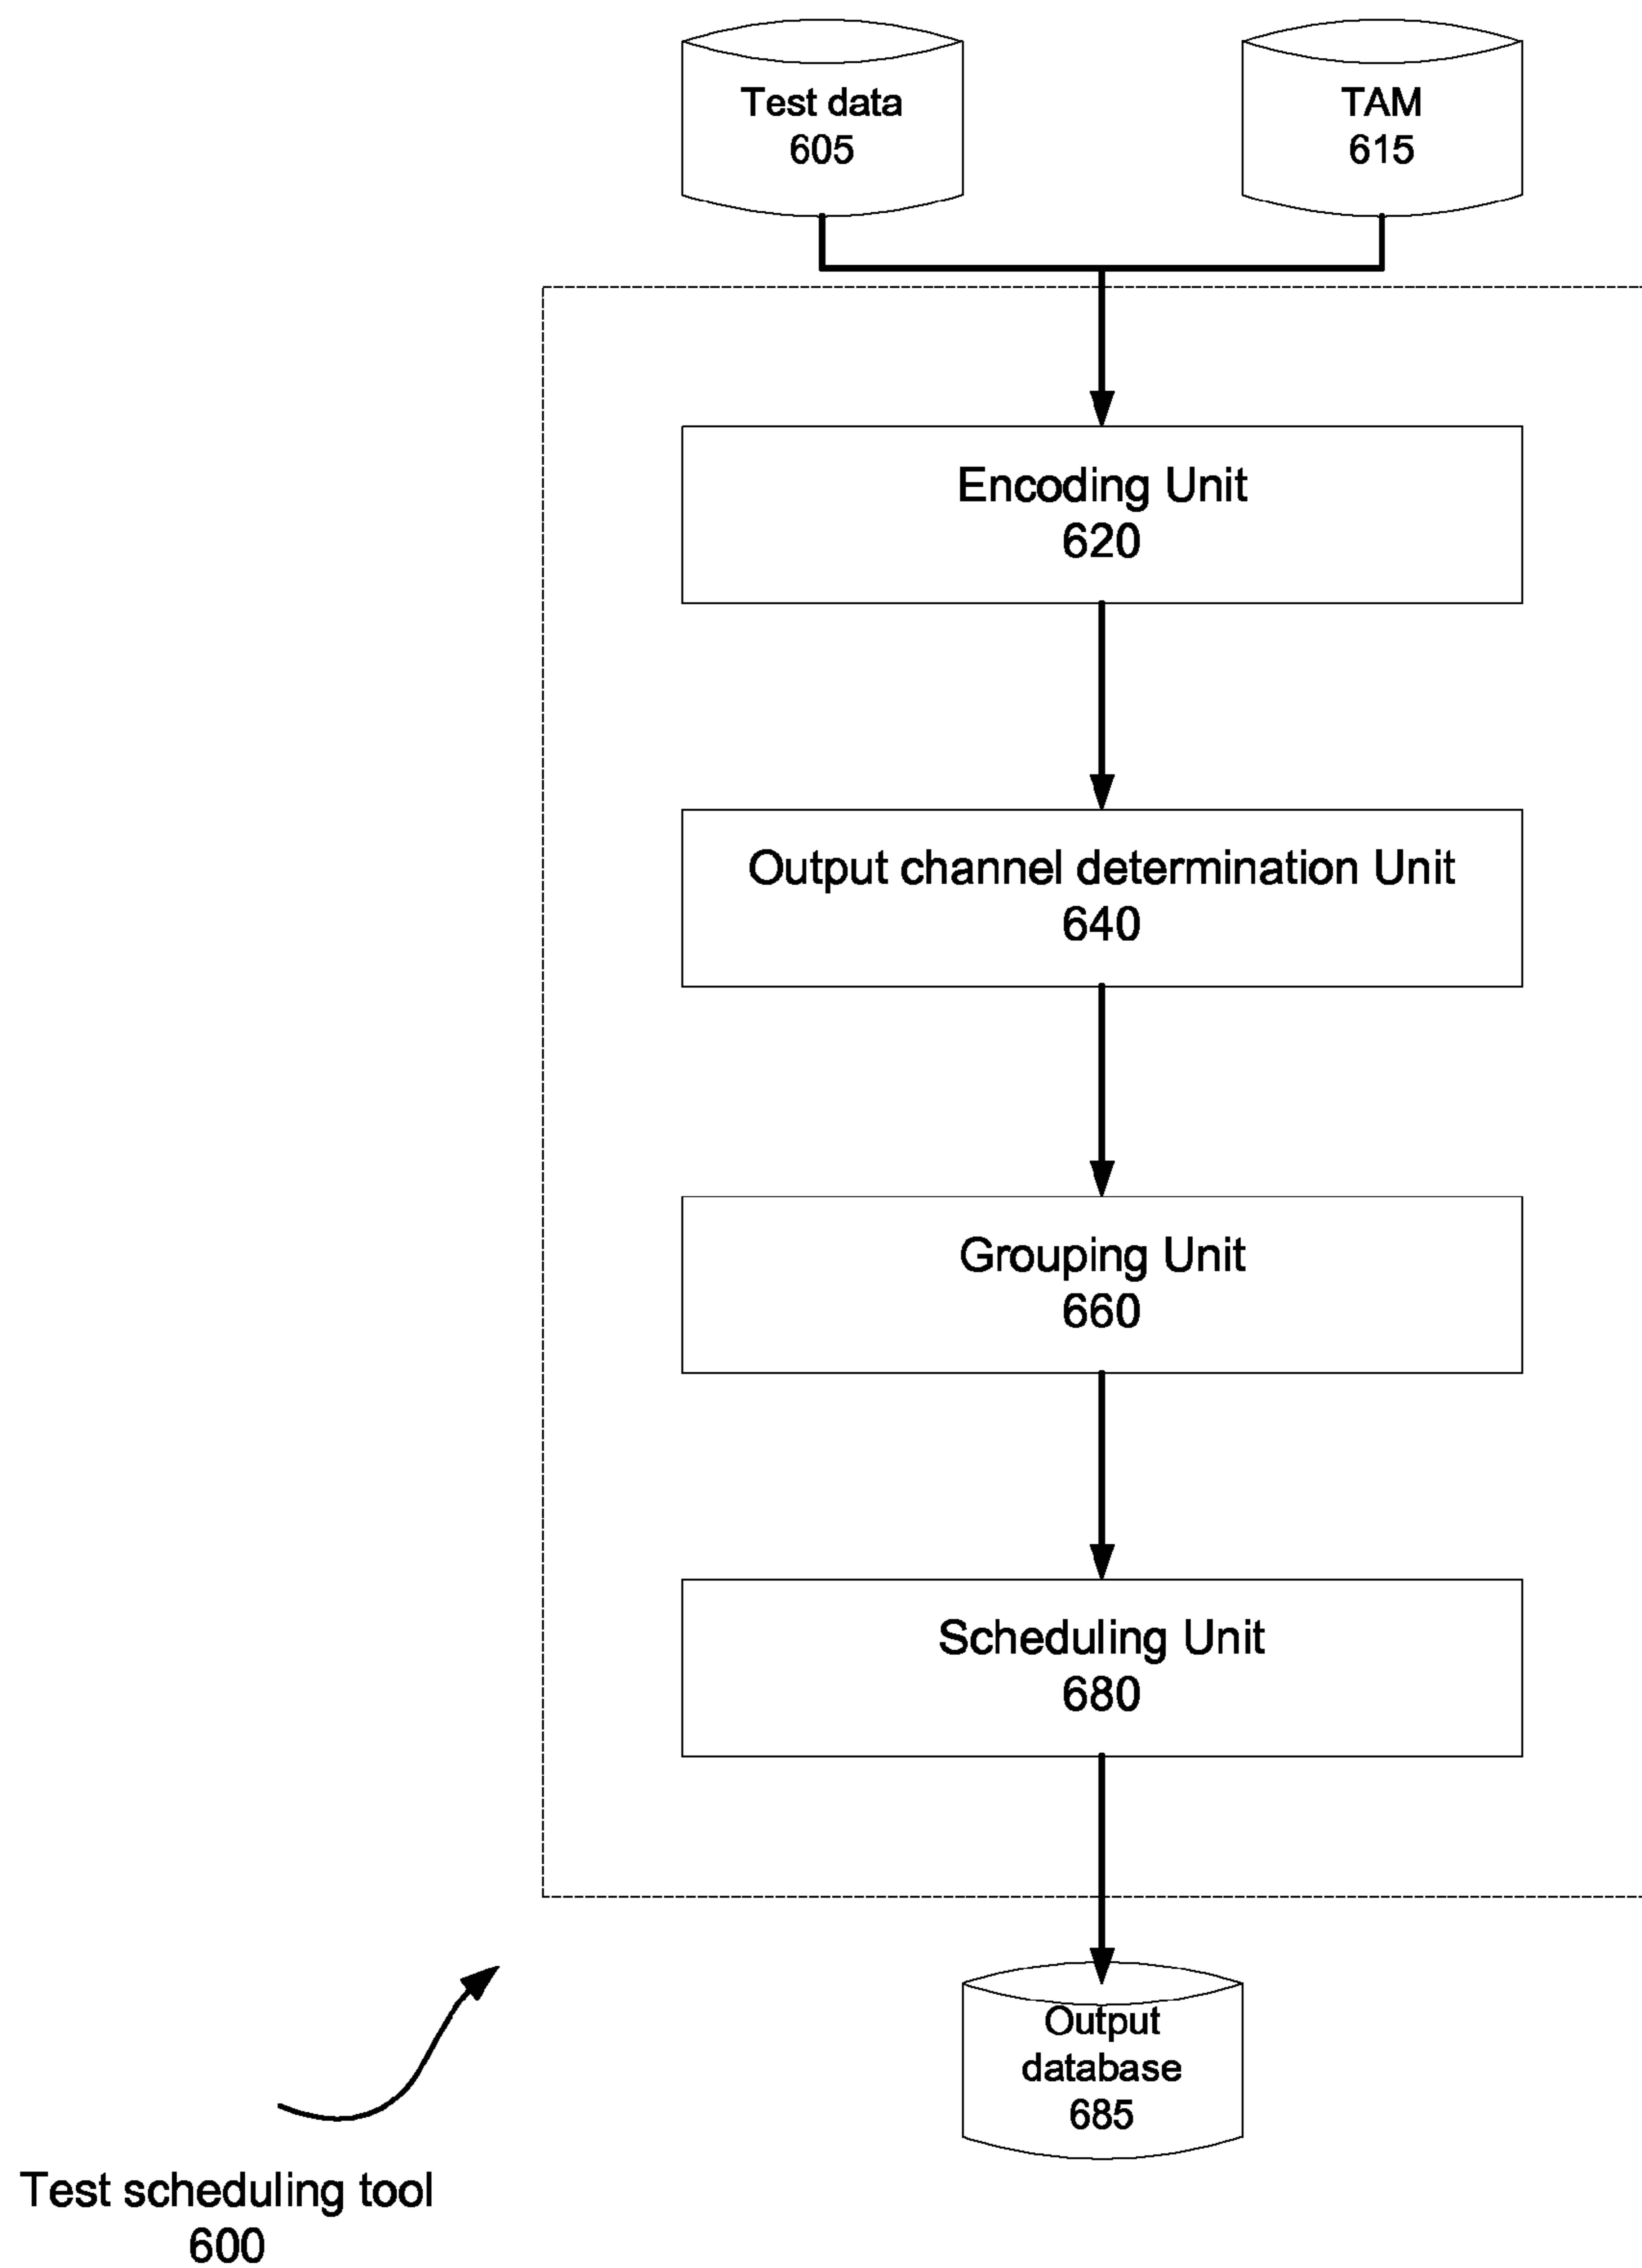 Test data
605
TAM
615
Encoding Unit
620
Output channel determination Unit
640
Grouping Unit
660
Scheduling Unit
680
Output
database
685
Test scheduling tool
600